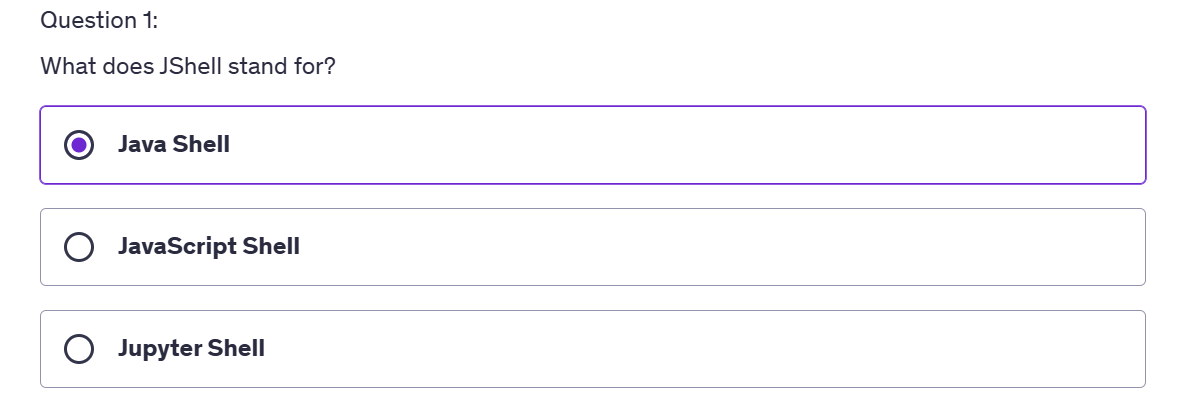 Question 1:
What does JShell stand for?
Java Shell
JavaScript Shell
Jupyter Shell